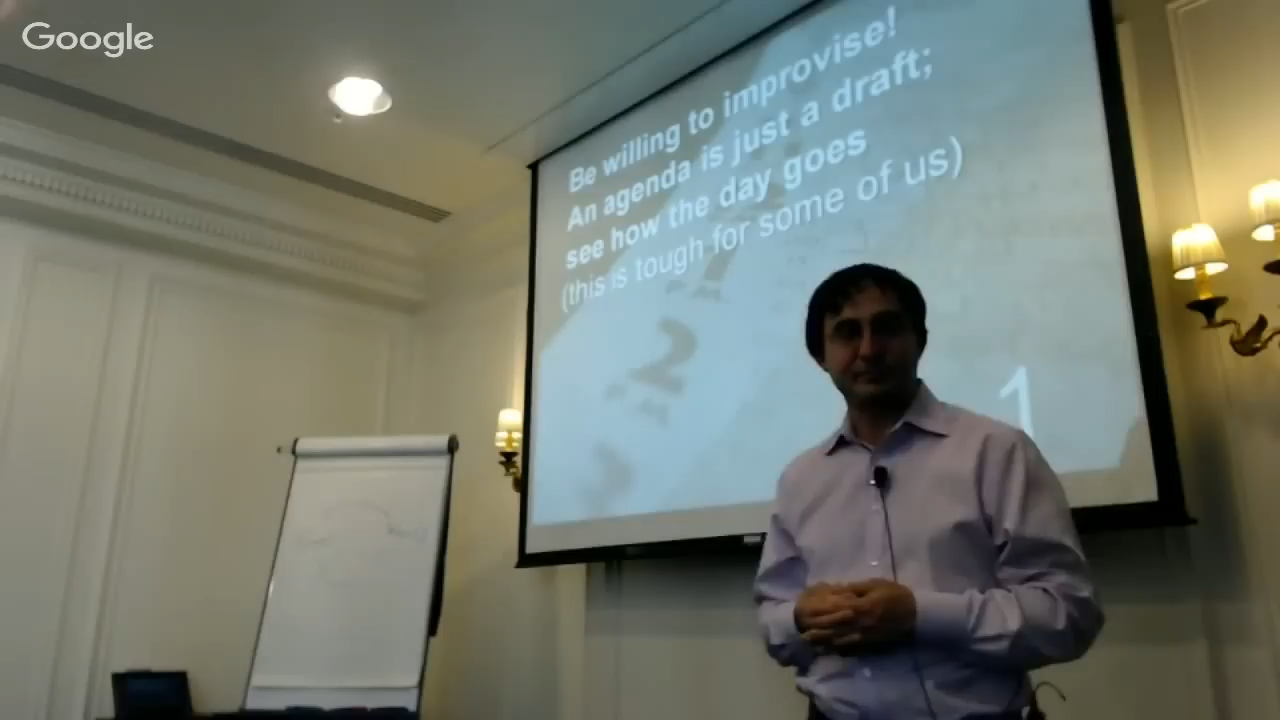 Google
Be willing to improvise!
An agenda is just a draft;
see how the day goes
(this is tough for some of us)
2
1